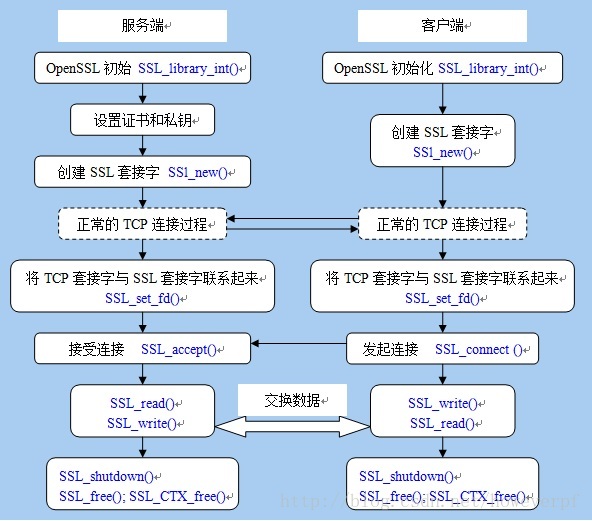 服务端
OpenSSL 初始 SSL_library_int()
设置证书和私钥
创建 SSL 套接字 SSl_new()
正常的 TCP 连接过程
将 TCP 套接字与 SSL 套接字联系起来
SSL_set_fd()
接受连接 SSL_accept()
SSL_read()
SSL_write()
SSL_shutdown()
SSL_free(); SSL_CTX_free()
交换数据
客户端
OpenSSL 初始化 SSL_library_int()
创建 SSL 套接字
SSl_new()
正常的 TCP 连接过程
将 TCP 套接字与 SSL 套接字联系起来
SSL_set_fd()
发起连接 SSL_connect ()
SSL_write()
SSL_read()
SSL_shutdown()
SSL_free(); SSL_CTX_free()
http://blog.csdn.net/howeverpf